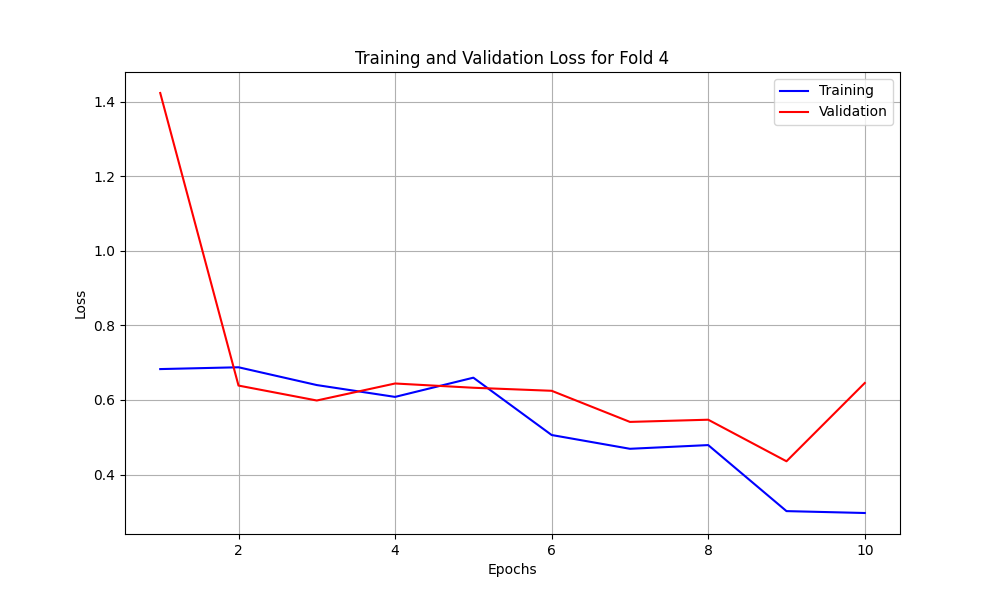 Training and Validation Loss for Fold 4
Training
Validation
Loss
1.4
1.2
1.0
0.8
0.6
0.4
2
4
6
8
10
Epochs